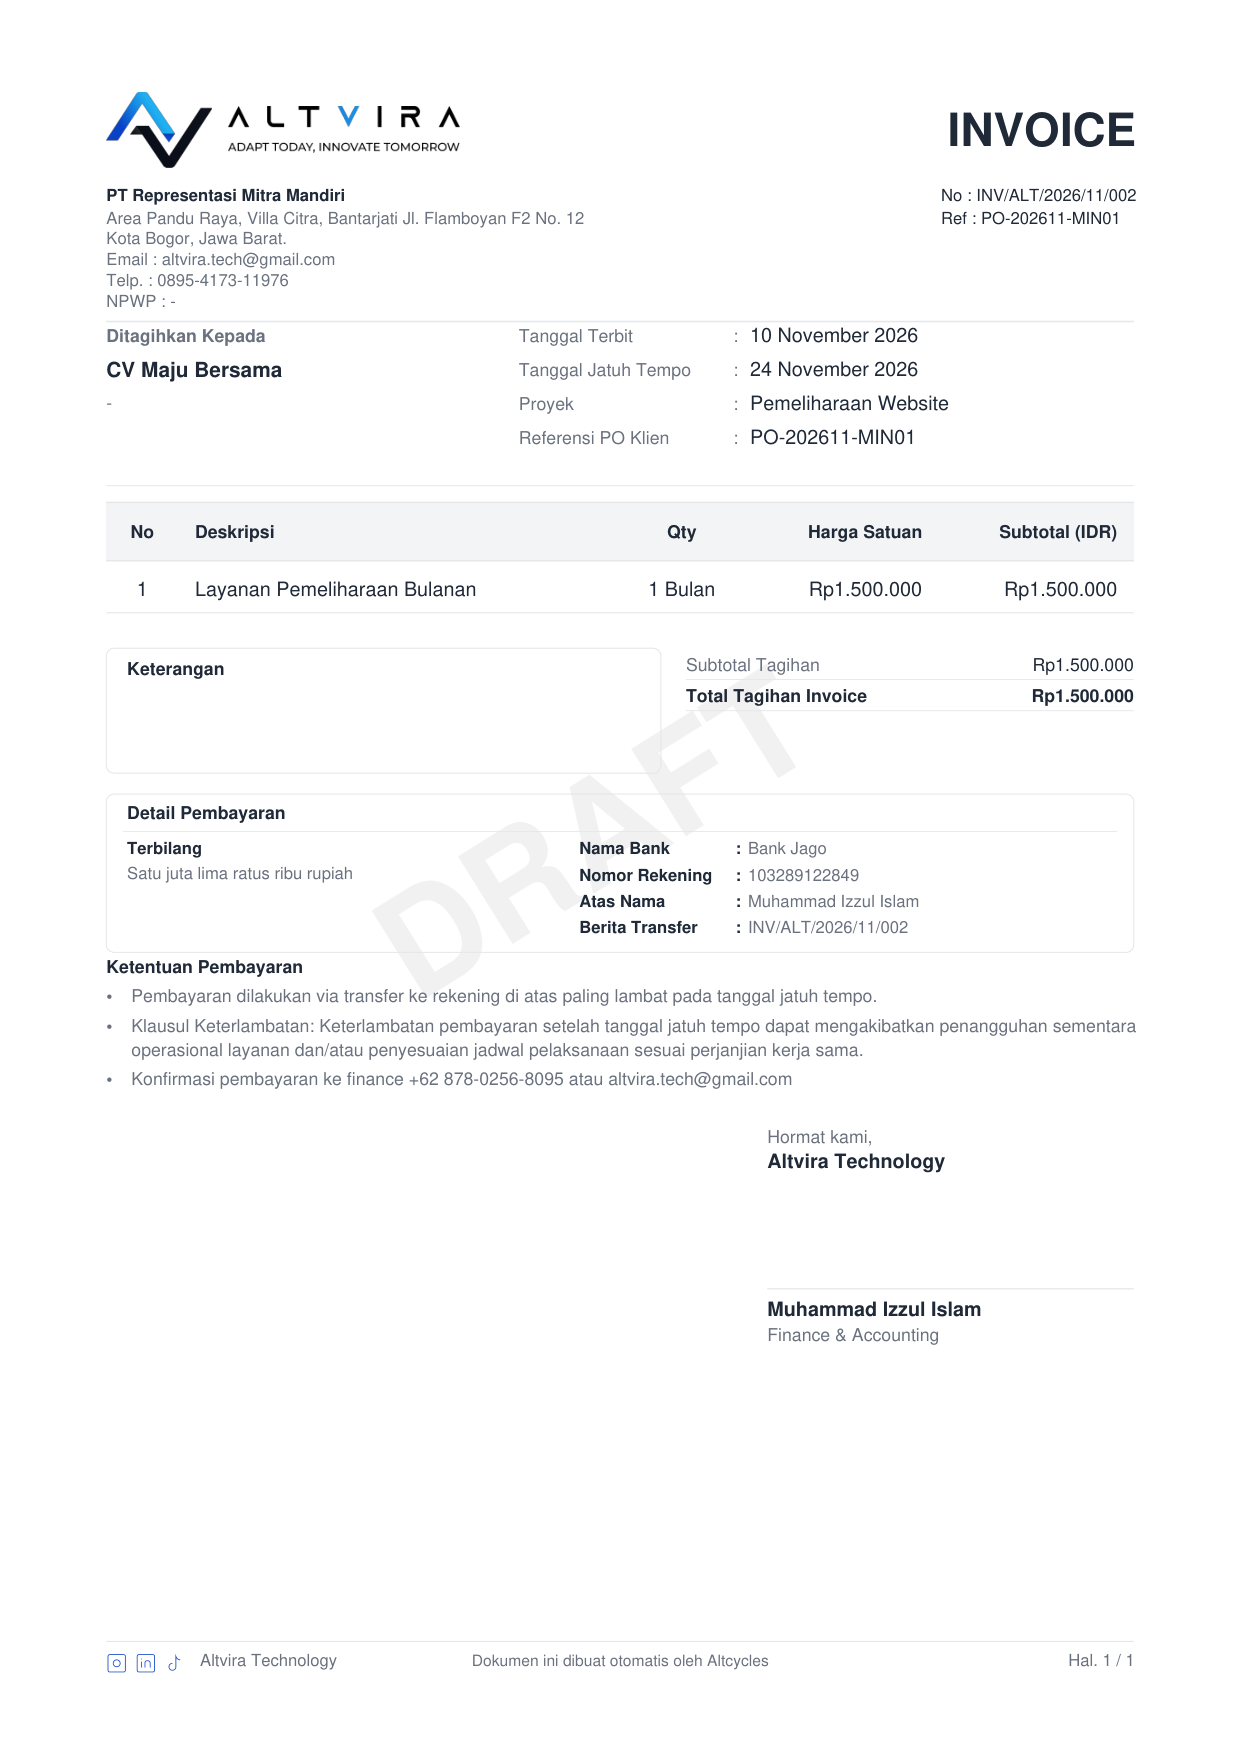 ALTVIRA
ADAPT TODAY, INNOVATE TOMORROW
INVOICE
PT Representasi Mitra Mandiri
Area Pandu Raya, Villa Citra, Bantarjati Jl. Flamboyan F2 No. 12
Kota Bogor, Jawa Barat.
Email : altvira.tech@gmail.com
Telp. : 0895-4173-11976
NPWP : -
No : INV/ALT/2026/11/002
Ref : PO-202611-MIN01
Ditagihkan Kepada
CV Maju Bersama
-
Tanggal Terbit : 10 November 2026
Tanggal Jatuh Tempo : 24 November 2026
Proyek : Pemeliharaan Website
Referensi PO Klien : PO-202611-MIN01
No Deskripsi Qty Harga Satuan Subtotal (IDR)
1 Layanan Pemeliharaan Bulanan 1 Bulan Rp1.500.000 Rp1.500.000
Keterangan
Subtotal Tagihan Rp1.500.000
Total Tagihan Invoice Rp1.500.000
DRAFT
Detail Pembayaran
Terbilang
Satu juta lima ratus ribu rupiah
Nama Bank : Bank Jago
Nomor Rekening : 103289122849
Atas Nama : Muhammad Izzul Islam
Berita Transfer : INV/ALT/2026/11/002
Ketentuan Pembayaran
• Pembayaran dilakukan via transfer ke rekening di atas paling lambat pada tanggal jatuh tempo.
• Klausul Keterlambatan: Keterlambatan pembayaran setelah tanggal jatuh tempo dapat mengakibatkan penangguhan sementara
operasional layanan dan/atau penyesuaian jadwal pelaksanaan sesuai perjanjian kerja sama.
• Konfirmasi pembayaran ke finance +62 878-0256-8095 atau altvira.tech@gmail.com
Hormat kami,
Altvira Technology
Muhammad Izzul Islam
Finance & Accounting
Altvira Technology
Dokumen ini dibuat otomatis oleh Altcycles
Hal. 1 / 1